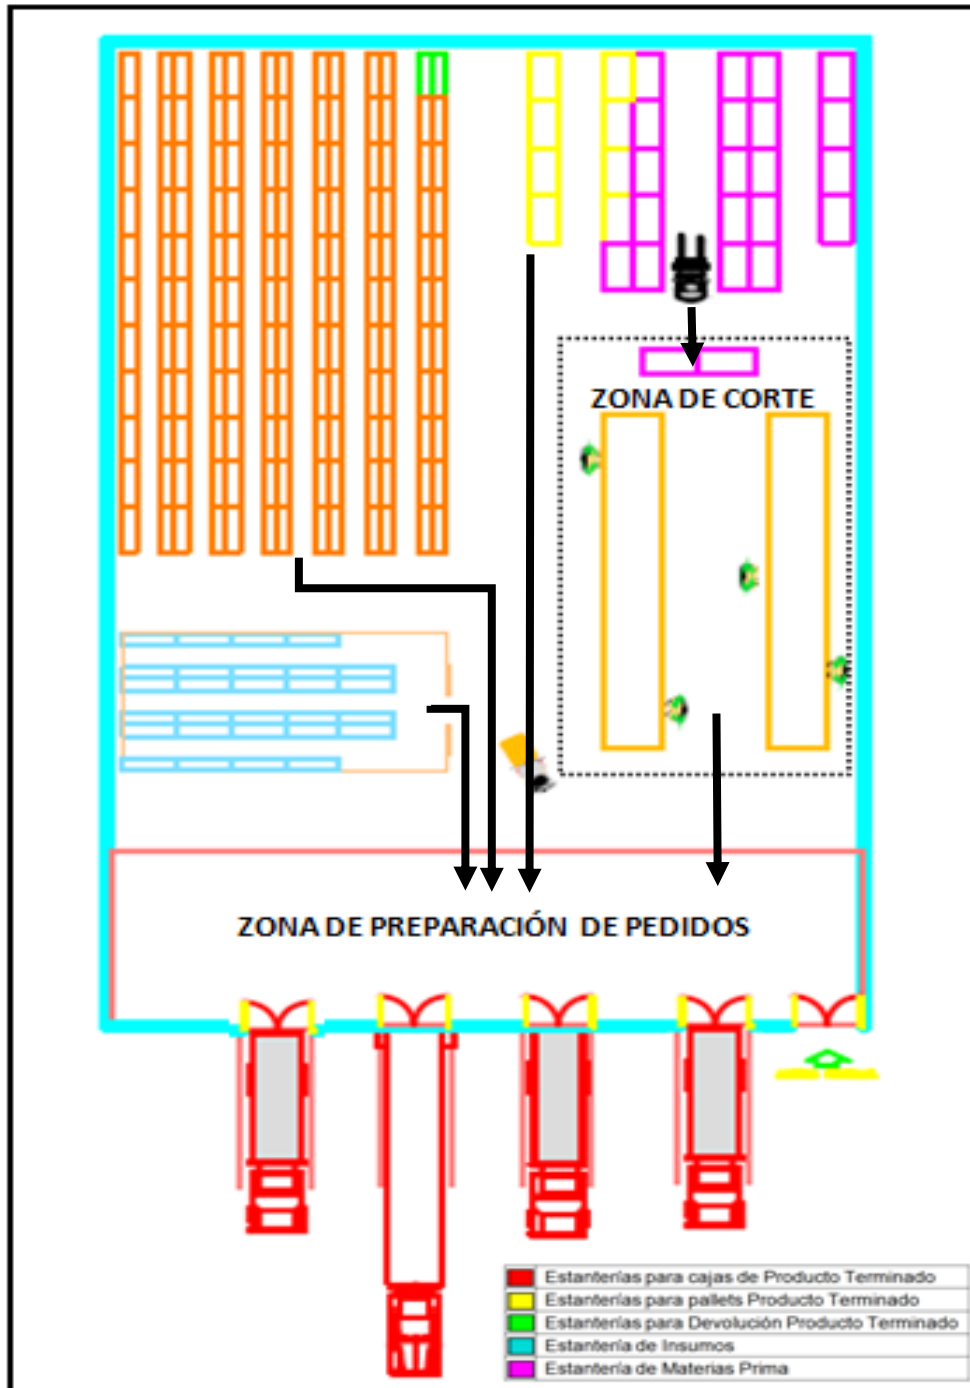 ZONA DE CORTE
ZONA DE PREPARACIÓN DE PEDIDOS
Estanterías para cajas de Producto Terminado
Estanterías para pallets Producto Terminado
Estanterías para Devolución Producto Terminado
Estantería de Insumos
Estantería de Materias Prima